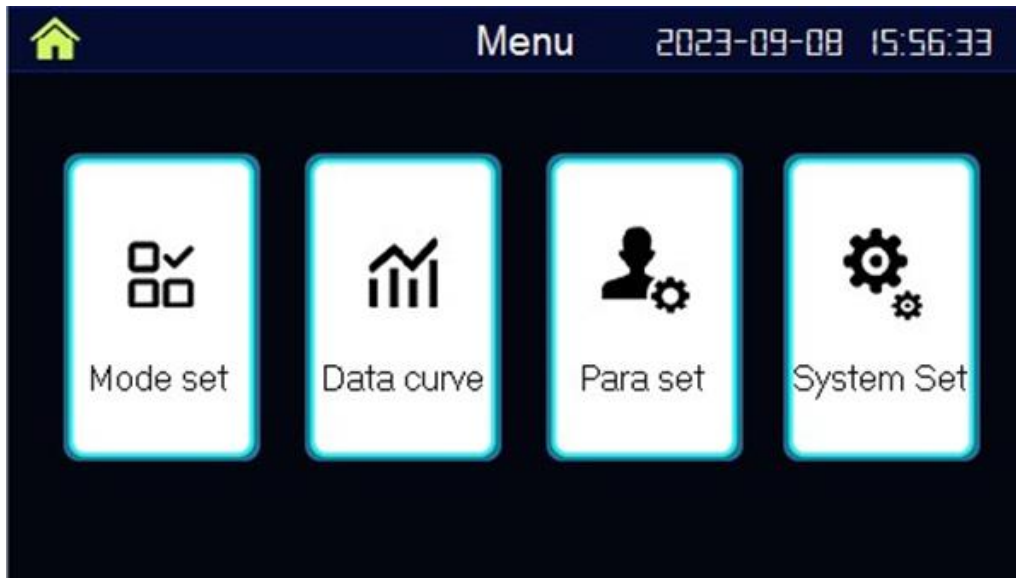 Menu 2023-09-08 15:56:33
Mode set
Data curve
Para set
System Set